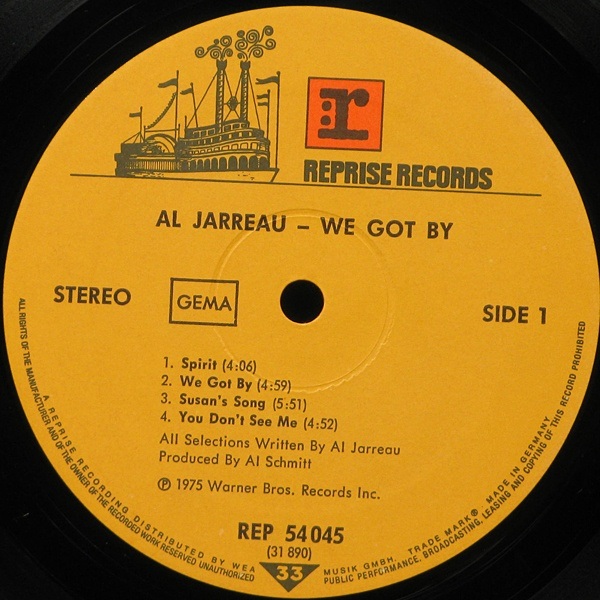 r
REPRISE RECORDS
AL JARREAU – WE GOT BY
STEREO
GEMA
SIDE 1
1. Spirit (4:06)
2. We Got By (4:59)
3. Susan's Song (5:51)
4. You Don't See Me (4:52)
All Selections Written By Al Jarreau
Produced By Al Schmitt
℗ 1975 Warner Bros. Records Inc.
REP 54 045
(31 890)
33
A REPRISE RECORDING DISTRIBUTED BY WEA MUSIK GMBH. TRADE MARK® MADE IN GERMANY
ALL RIGHTS OF THE MANUFACTURER AND OF THE OWNER OF THE RECORDED WORK RESERVED UNAUTHORIZED PUBLIC PERFORMANCE, BROADCASTING, LEASING AND COPYING OF THIS RECORD PROHIBITED